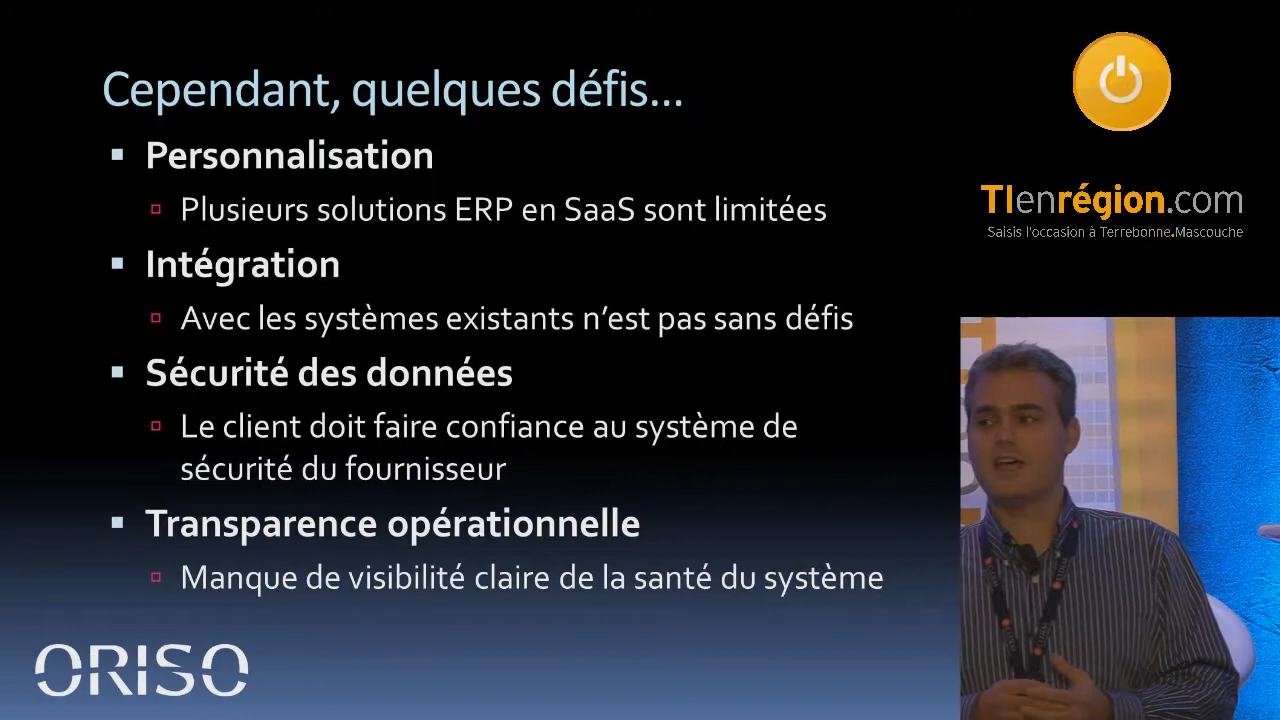 Cependant, quelques défis...
Personnalisation
Plusieurs solutions ERP en SaaS sont limitées
Intégration
Avec les systèmes existants n’est pas sans défis
Sécurité des données
Le client doit faire confiance au système de
sécurité du fournisseur
Transparence opérationnelle
Manque de visibilité claire de la santé du système
ORISO
TIenrégion.com
Saisis l'occasion à Terrebonne.Mascouche